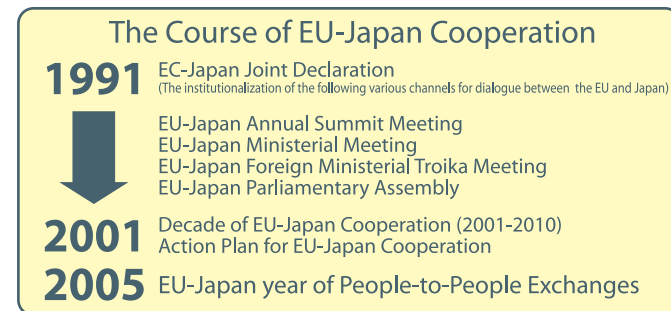 The Course of EU-Japan Cooperation
1991 EC-Japan Joint Declaration
(The institutionalization of the following various channels for dialogue between the EU and Japan)
EU-Japan Annual Summit Meeting
EU-Japan Ministerial Meeting
EU-Japan Foreign Ministerial Troika Meeting
EU-Japan Parliamentary Assembly
2001 Decade of EU-Japan Cooperation (2001-2010)
Action Plan for EU-Japan Cooperation
2005 EU-Japan year of People-to-People Exchanges